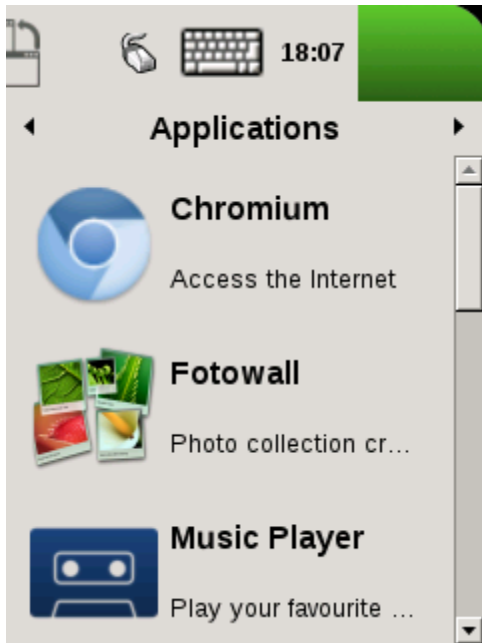 18:07
Applications
Chromium
Access the Internet
Fotowall
Photo collection cr...
Music Player
Play your favourite ...